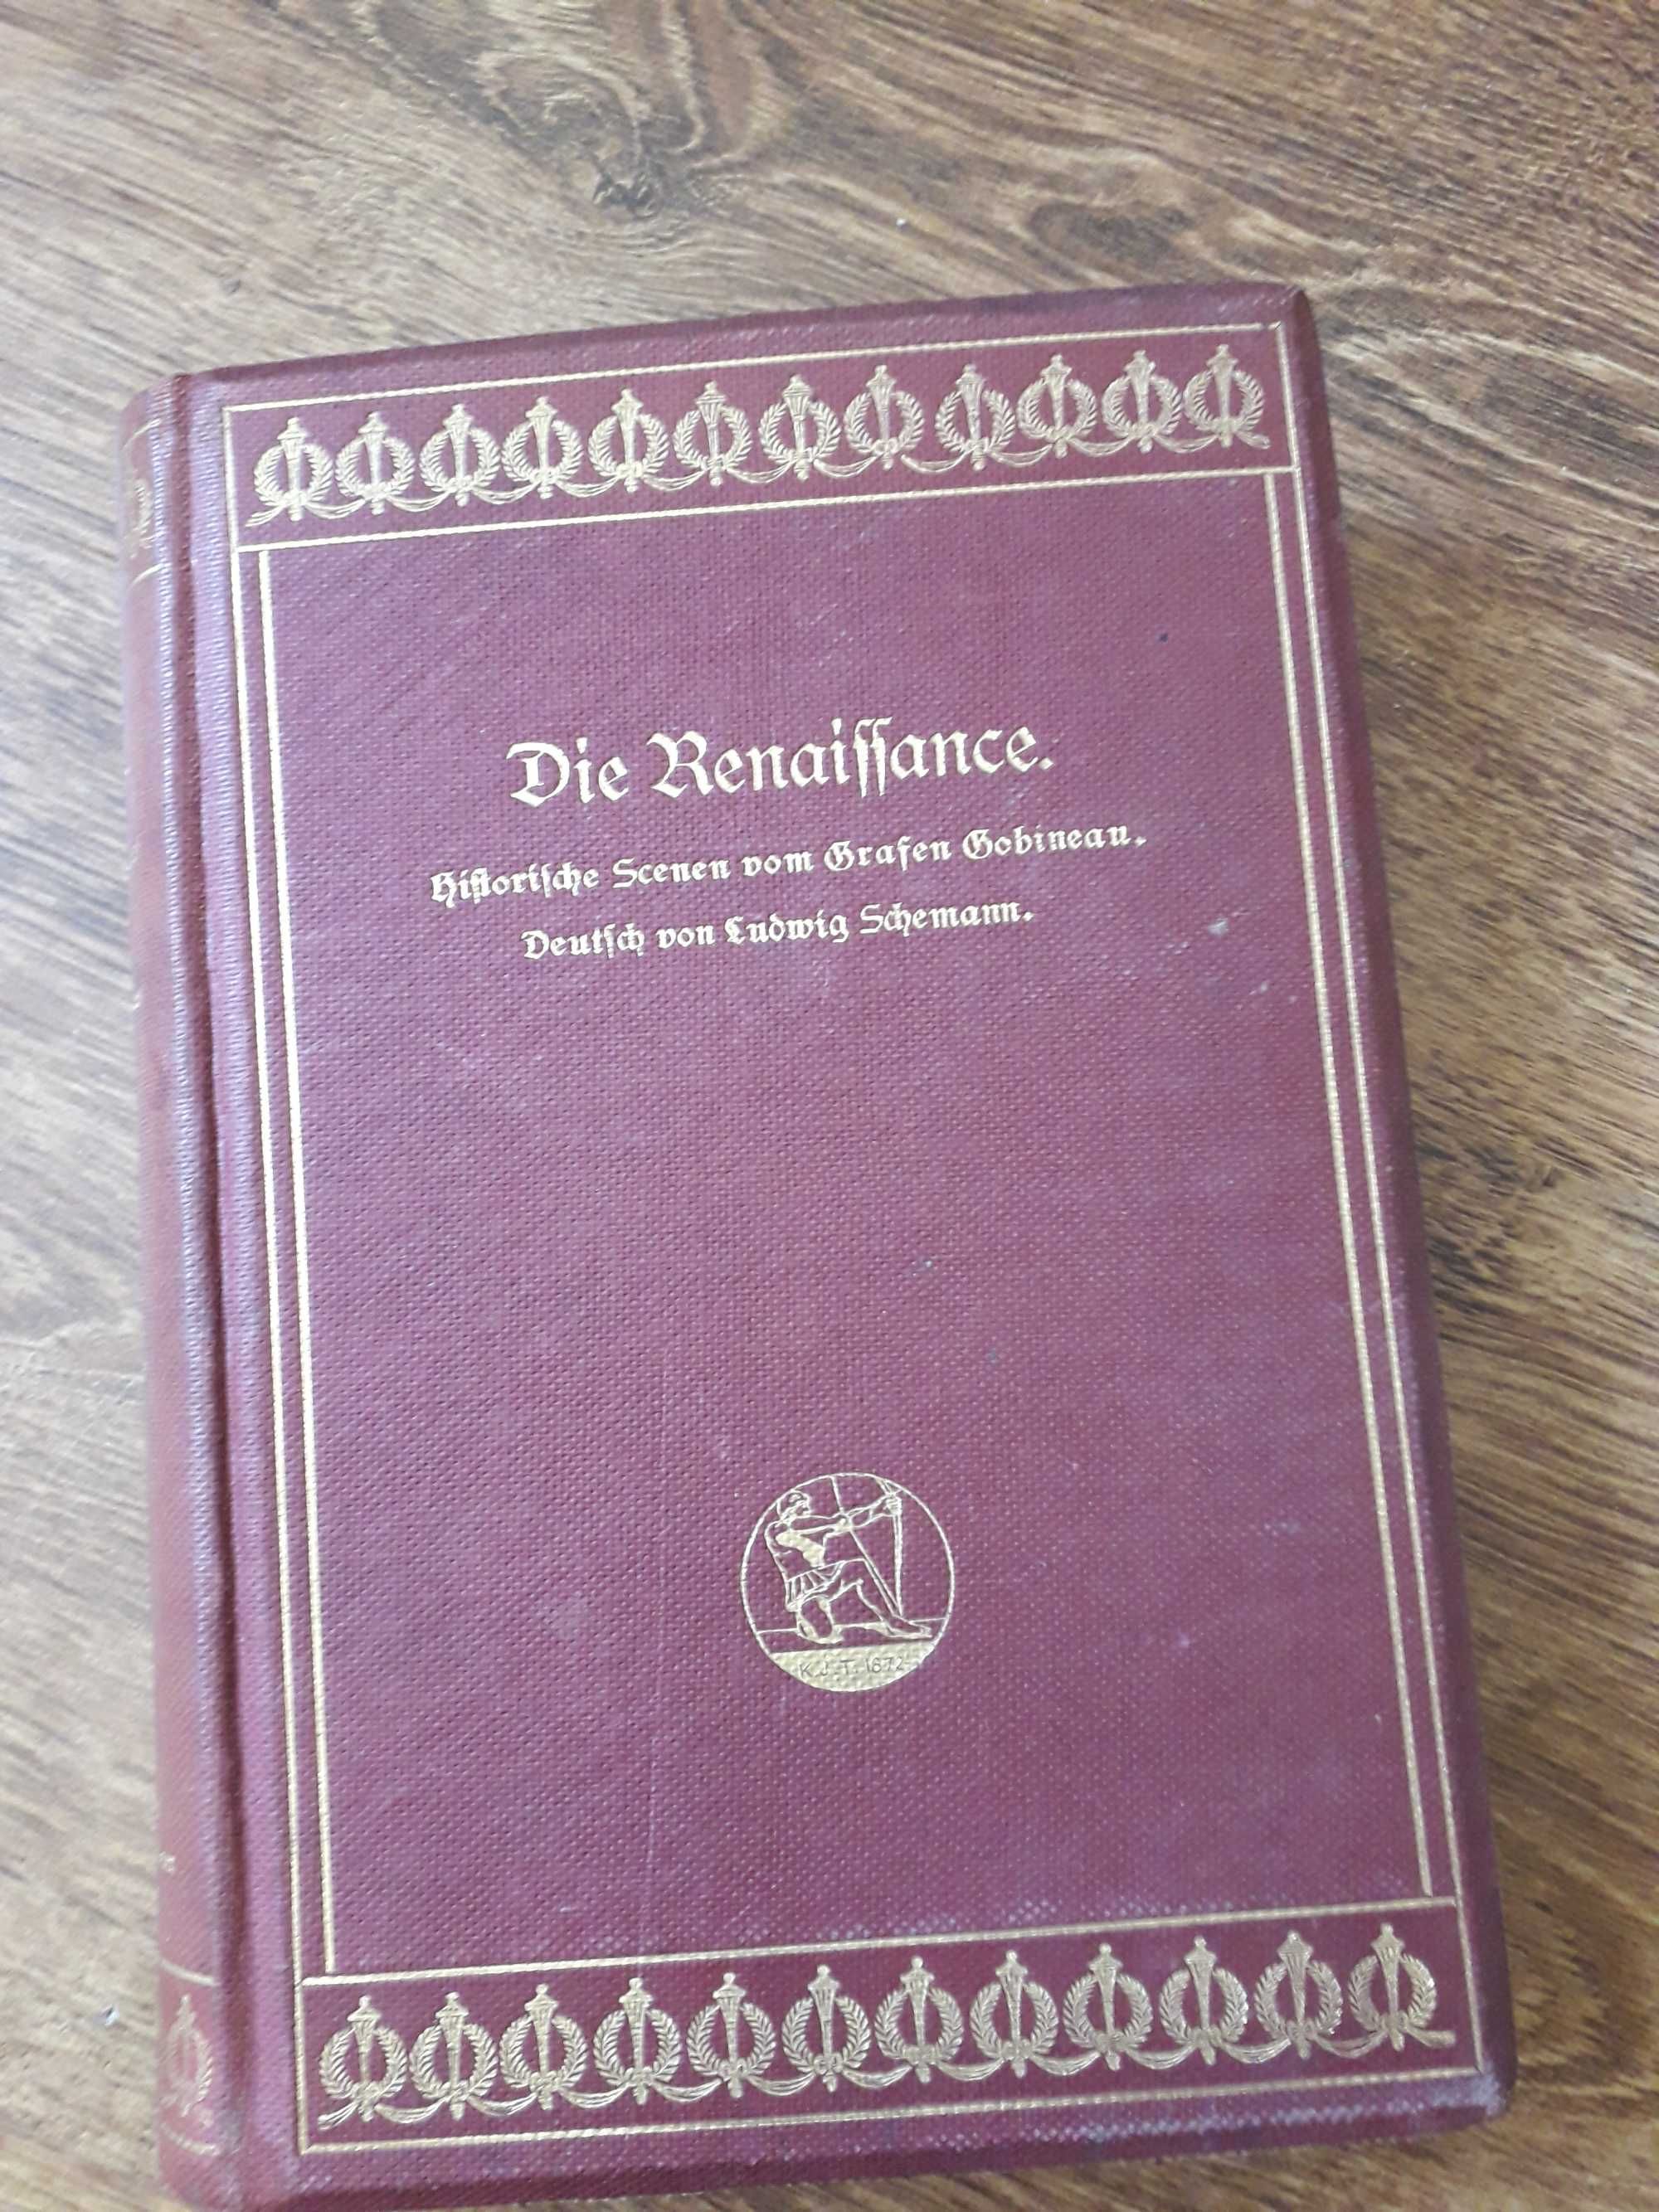 Die Renaiſſance.
Hiſtoriſche Scenen vom Grafen Gobineau.
Deutſch von Ludwig Schemann.
K. J. T. 1872